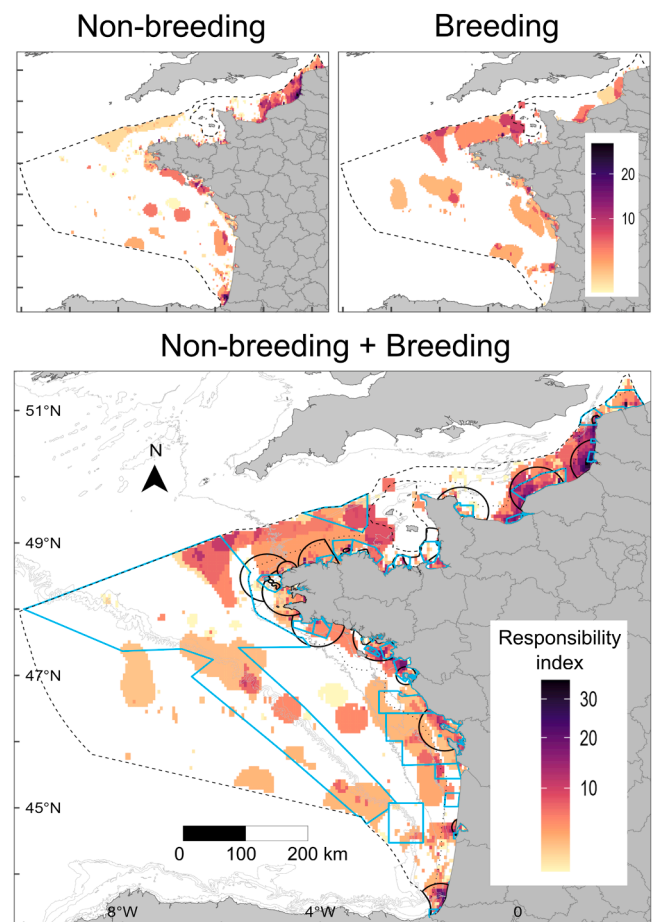 Non-breeding
Breeding
20
10
Non-breeding + Breeding
51°N
N
49°N
47°N
45°N
Responsibility
index
30
20
10
0 100 200 km
8°W 4°W 0